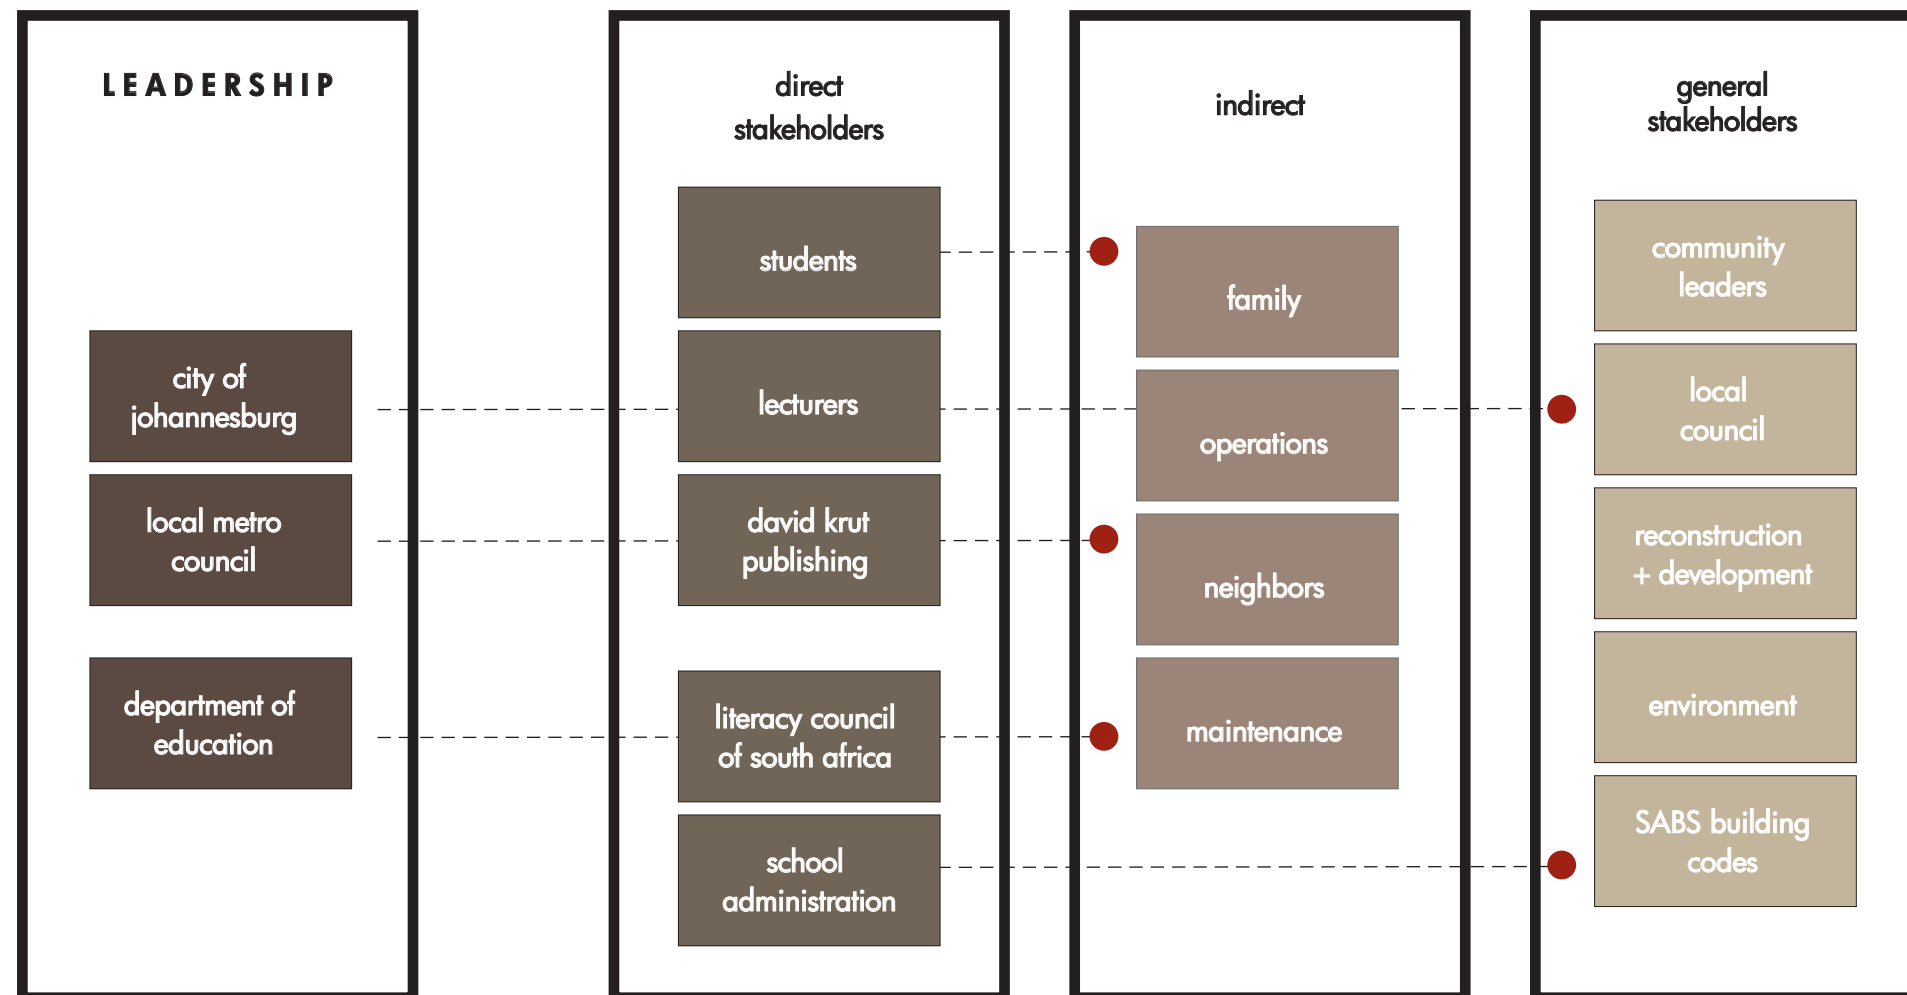 LEADERSHIP
city of
johannesburg
local metro
council
department of
education
direct
stakeholders
students
lecturers
david krut
publishing
literacy council
of south africa
school
administration
indirect
family
operations
neighbors
maintenance
general
stakeholders
community
leaders
local
council
reconstruction
+ development
environment
SABS building
codes